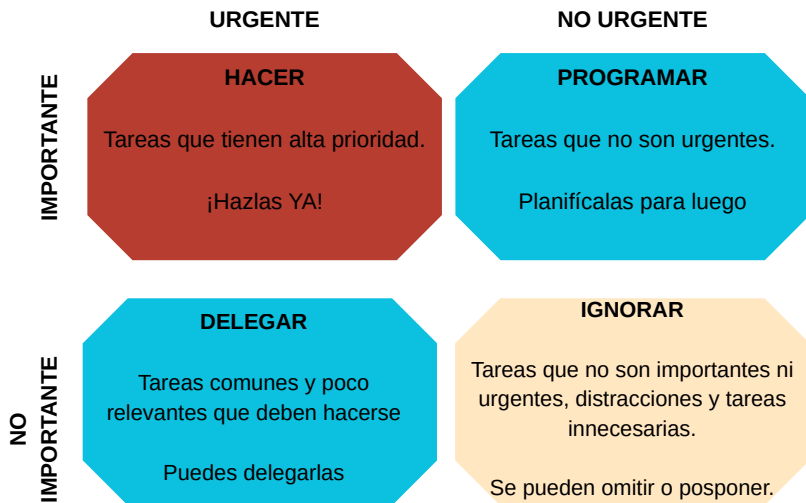 URGENTE
NO URGENTE
IMPORTANTE
HACER
Tareas que tienen alta prioridad.
¡Hazlas YA!
PROGRAMAR
Tareas que no son urgentes.
Planifícalas para luego
NO
IMPORTANTE
DELEGAR
Tareas comunes y poco
relevantes que deben hacerse
Puedes delegarlas
IGNORAR
Tareas que no son importantes ni
urgentes, distracciones y tareas
innecesarias.
Se pueden omitir o posponer.